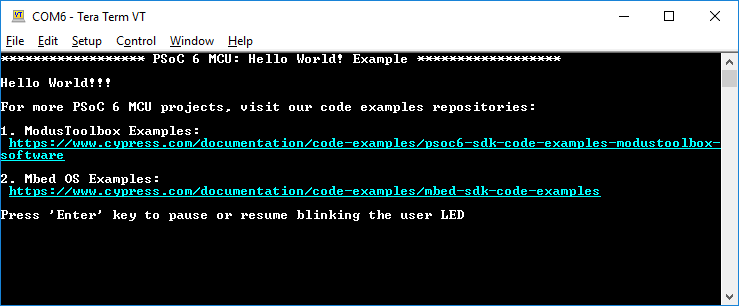 COM6 - Tera Term VT
File Edit Setup Control Window Help
****************** PSoC 6 MCU: Hello World! Example ******************
Hello World!!!
For more PSoC 6 MCU projects, visit our code examples repositories:
1. ModusToolbox Examples:
https://www.cypress.com/documentation/code-examples/psoc6-sdk-code-examples-modustoolbox-
software
2. Mbed OS Examples:
https://www.cypress.com/documentation/code-examples/mbed-sdk-code-examples
Press 'Enter' key to pause or resume blinking the user LED